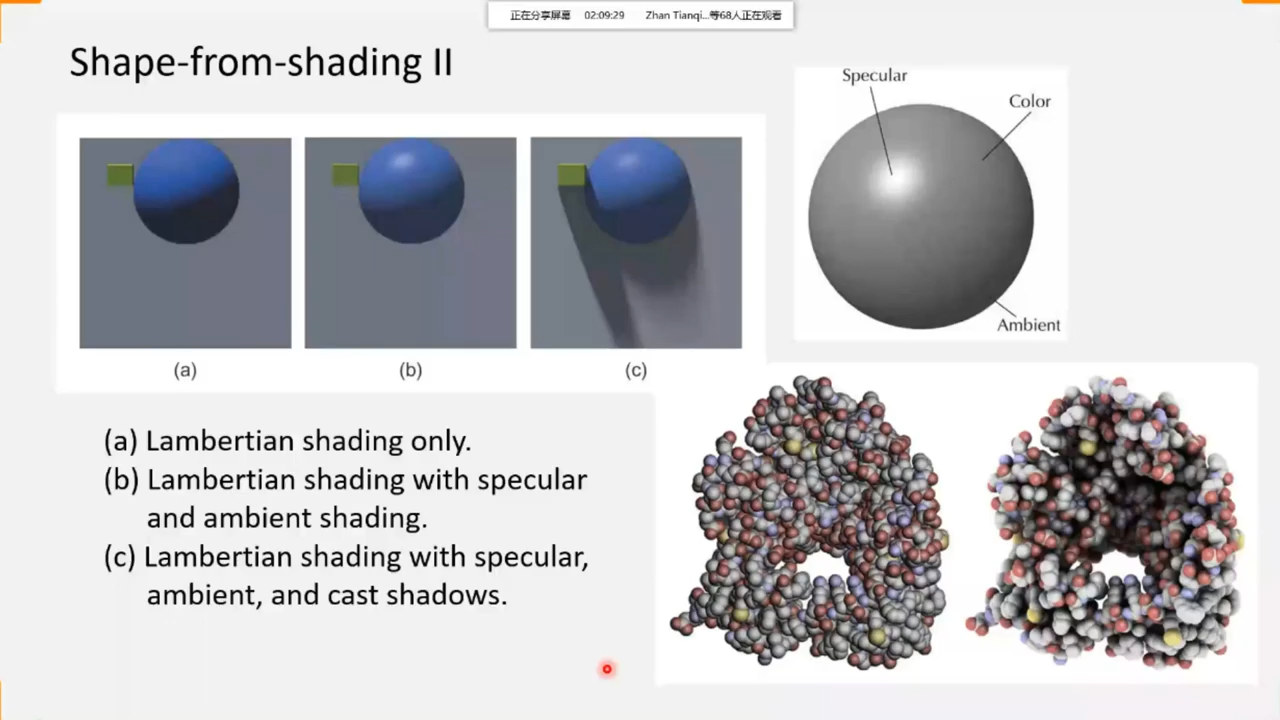 正在分享屏幕 02:09:29 Zhan Tianqi...等68人正在观看
Shape-from-shading II
Specular
Color
Ambient
(a) (b) (c)
(a) Lambertian shading only.
(b) Lambertian shading with specular
and ambient shading.
(c) Lambertian shading with specular,
ambient, and cast shadows.